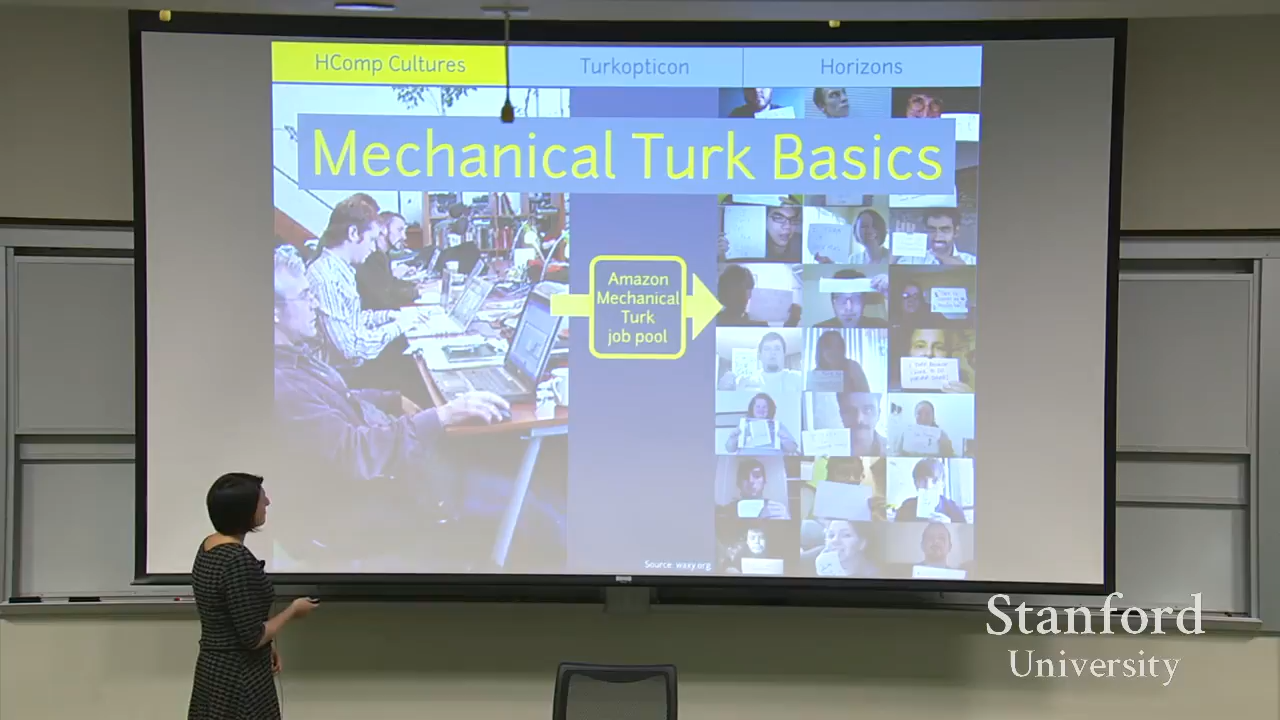 HComp Cultures
Turkopticon
Horizons
Mechanical Turk Basics
Amazon
Mechanical
Turk
job pool
Source: waxy.org
Stanford
University